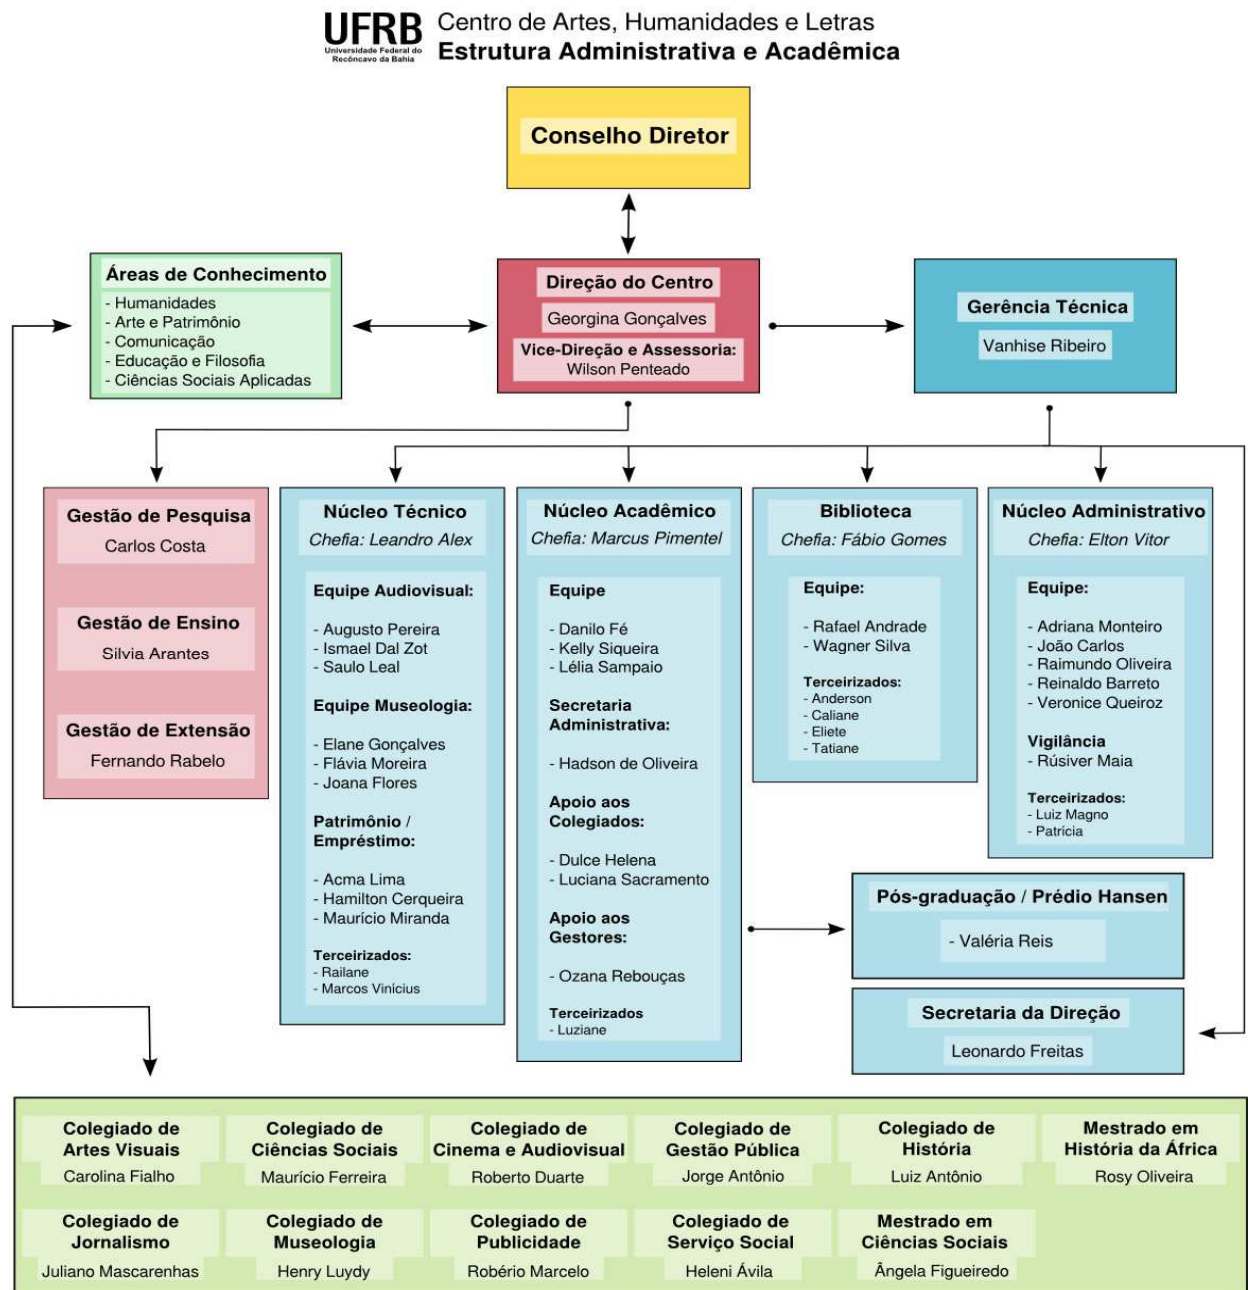 UFRB
Universidade Federal do
Recôncavo da Bahia
Centro de Artes, Humanidades e Letras
Estrutura Administrativa e Acadêmica
Conselho Diretor
Áreas de Conhecimento
- Humanidades
- Arte e Patrimônio
- Comunicação
- Educação e Filosofia
- Ciências Sociais Aplicadas
Direção do Centro
Georgina Gonçalves
Vice-Direção e Assessoria:
Wilson Penteado
Gerência Técnica
Vanhise Ribeiro
Gestão de Pesquisa
Carlos Costa
Gestão de Ensino
Silvia Arantes
Gestão de Extensão
Fernando Rabelo
Núcleo Técnico
Chefia: Leandro Alex
Equipe Audiovisual:
- Augusto Pereira
- Ismael Dal Zot
- Saulo Leal
Equipe Museologia:
- Elane Gonçalves
- Flávia Moreira
- Joana Flores
Patrimônio /
Empréstimo:
- Acma Lima
- Hamilton Cerqueira
- Maurício Miranda
Terceirizados:
- Railane
- Marcos Vinícius
Núcleo Acadêmico
Chefia: Marcus Pimentel
Equipe
- Danilo Fé
- Kelly Siqueira
- Lélia Sampaio
Secretaria
Administrativa:
- Hadson de Oliveira
Apoio aos
Colegiados:
- Dulce Helena
- Luciana Sacramento
Apoio aos
Gestores:
- Ozana Rebouças
Terceirizados
- Luziane
Biblioteca
Chefia: Fábio Gomes
Equipe:
- Rafael Andrade
- Wagner Silva
Terceirizados:
- Anderson
- Caliane
- Eliete
- Tatiane
Núcleo Administrativo
Chefia: Elton Vitor
Equipe:
- Adriana Monteiro
- João Carlos
- Raimundo Oliveira
- Reinaldo Barreto
- Veronice Queiroz
Vigilância
- Rúsiver Maia
Terceirizados:
- Luiz Magno
- Patrícia
Pós-graduação / Prédio Hansen
- Valéria Reis
Secretaria da Direção
Leonardo Freitas
Colegiado de
Artes Visuais
Carolina Fialho
Colegiado de
Ciências Sociais
Maurício Ferreira
Colegiado de
Cinema e Audiovisual
Roberto Duarte
Colegiado de
Gestão Pública
Jorge Antônio
Colegiado de
História
Luiz Antônio
Mestrado em
História da África
Rosy Oliveira
Colegiado de
Jornalismo
Juliano Mascarenhas
Colegiado de
Museologia
Henry Luydy
Colegiado de
Publicidade
Robério Marcelo
Colegiado de
Serviço Social
Heleni Ávila
Mestrado em
Ciências Sociais
Ângela Figueiredo